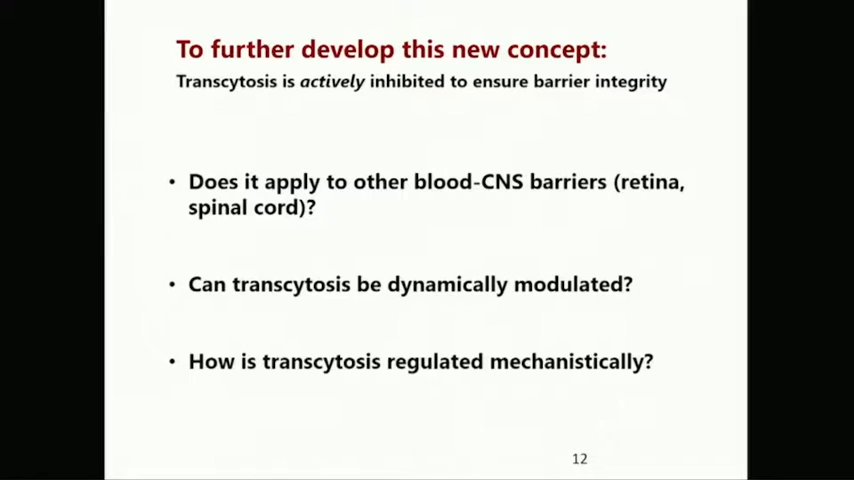 To further develop this new concept:
Transcytosis is actively inhibited to ensure barrier integrity
• Does it apply to other blood-CNS barriers (retina,
spinal cord)?
• Can transcytosis be dynamically modulated?
• How is transcytosis regulated mechanistically?
12